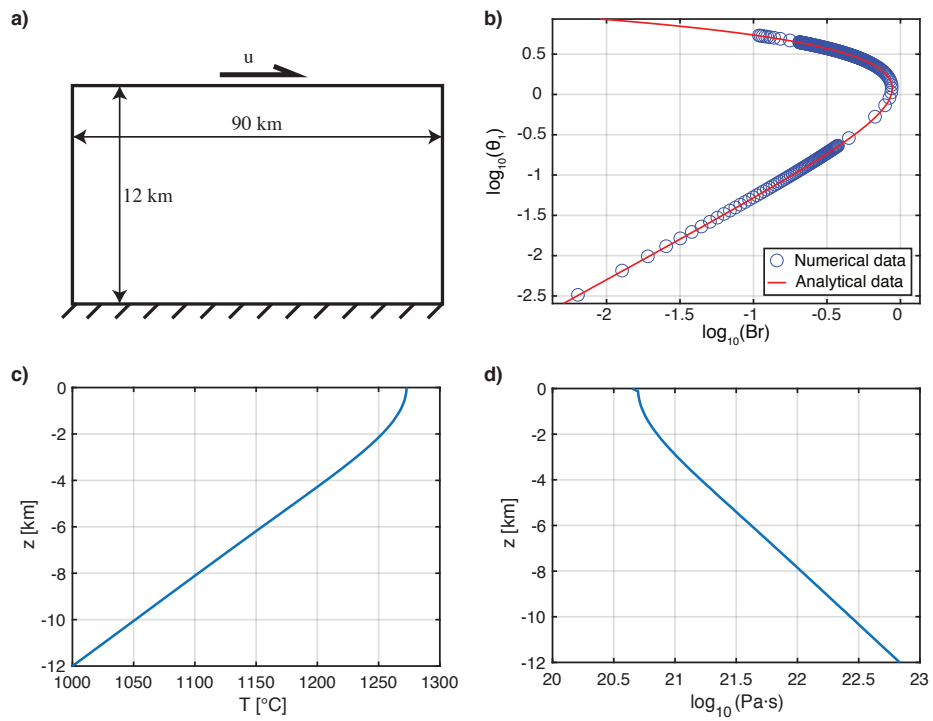 a)
u
90 km
12 km
b)
0.5
0
-0.5
-1
-1.5
-2
-2.5
log10(θ1)
-2
-1.5
-1
-0.5
0
log10(Br)
Numerical data
Analytical data
c)
0
-2
-4
-6
-8
-10
-12
z [km]
1000
1050
1100
1150
1200
1250
1300
T [°C]
d)
0
-2
-4
-6
-8
-10
-12
z [km]
20
20.5
21
21.5
22
22.5
23
log10(Pa·s)